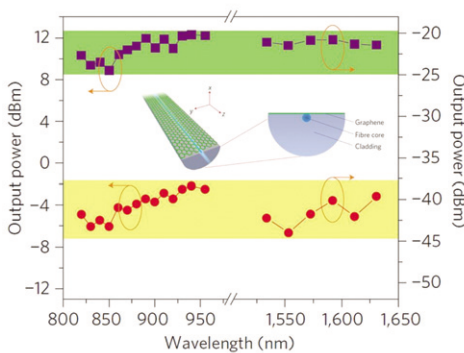 12
8
4
0
−4
−8
−12
Output power (dBm)
−20
−25
−30
−35
−40
−45
−50
Output power (dBm)
x
y
z
Graphene
Fibre core
Cladding
800
850
900
950
1,550
1,600
1,650
Wavelength (nm)